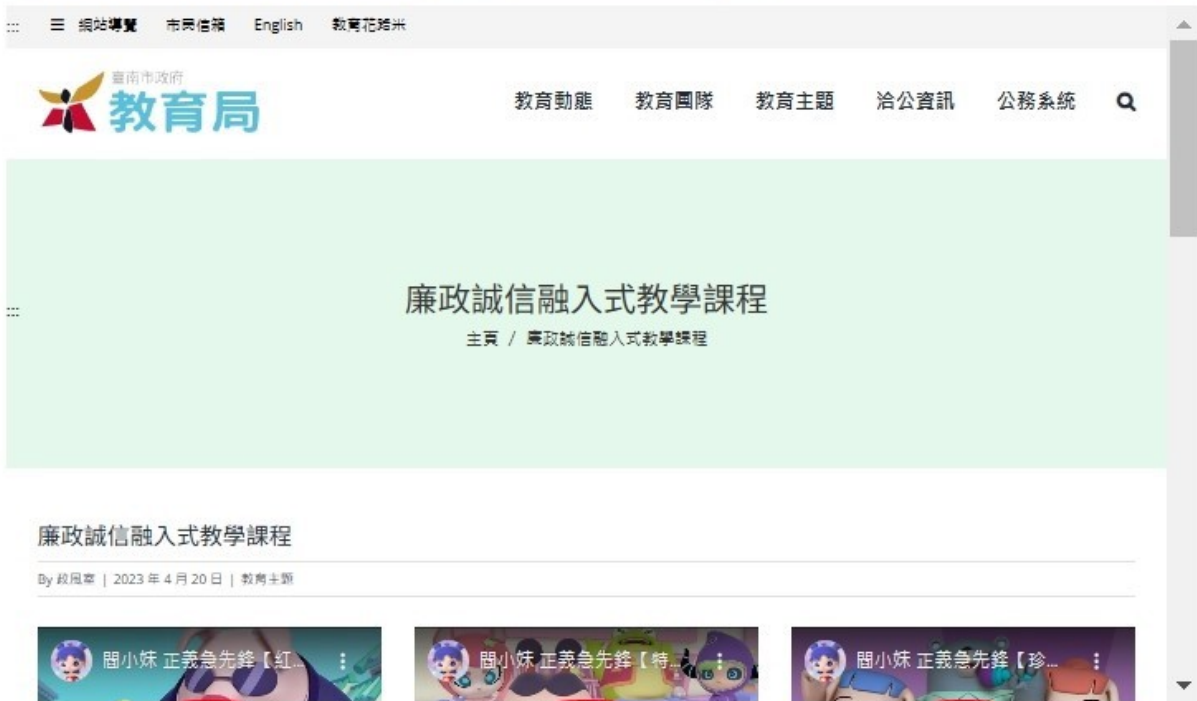 ::: ☰ 網站導覽 市民信箱 English 教育花路米
臺南市政府
教育局
教育動態 教育團隊 教育主題 洽公資訊 公務系統
:::
廉政誠信融入式教學課程
主頁 / 廉政誠信融入式教學課程
廉政誠信融入式教學課程
By 政風室 | 2023 年 4 月 20 日 | 教育主題
閻小妹 正義急先鋒【紅...
閻小妹 正義急先鋒【特...
閻小妹 正義急先鋒【珍...